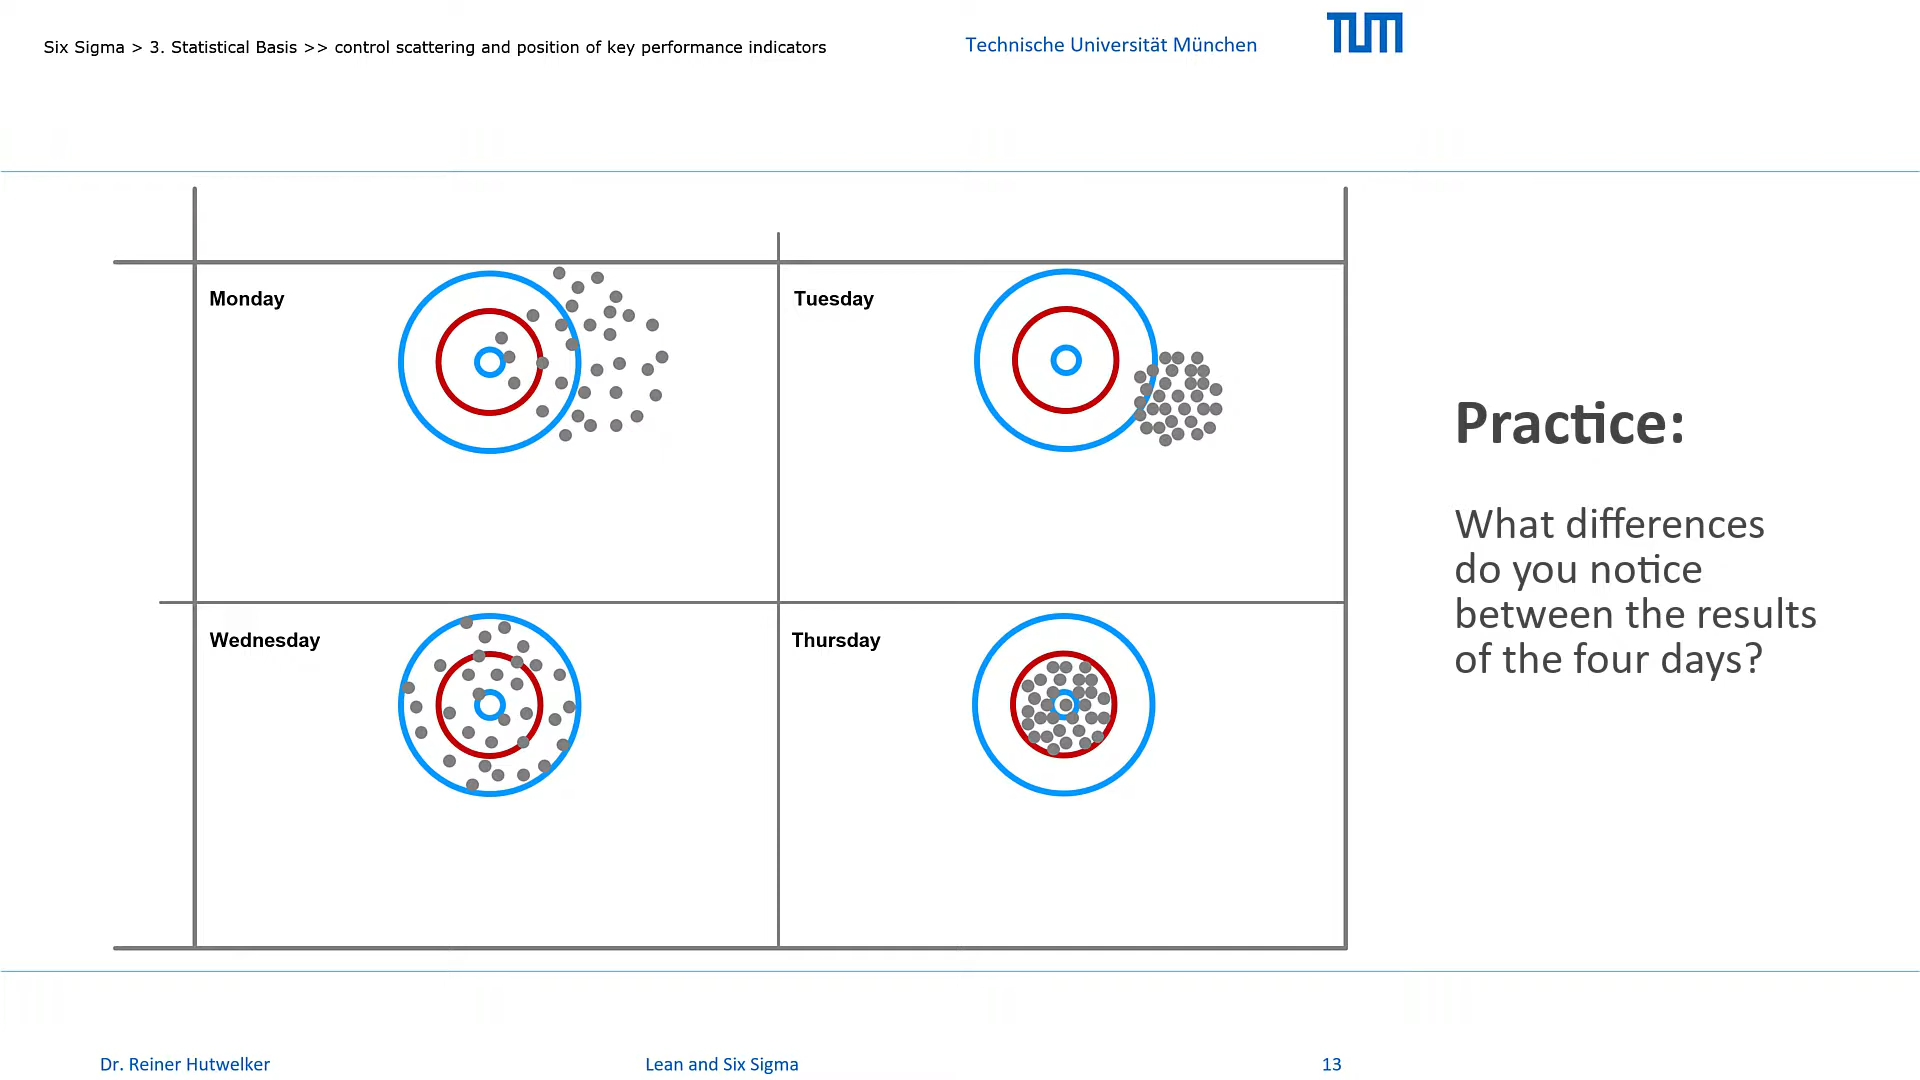 Six Sigma > 3. Statistical Basis >> control scattering and position of key performance indicators
Technische Universität München
TUM
Monday
Tuesday
Wednesday
Thursday
Practice:
What differences
do you notice
between the results
of the four days?
Dr. Reiner Hutwelker
Lean and Six Sigma
13